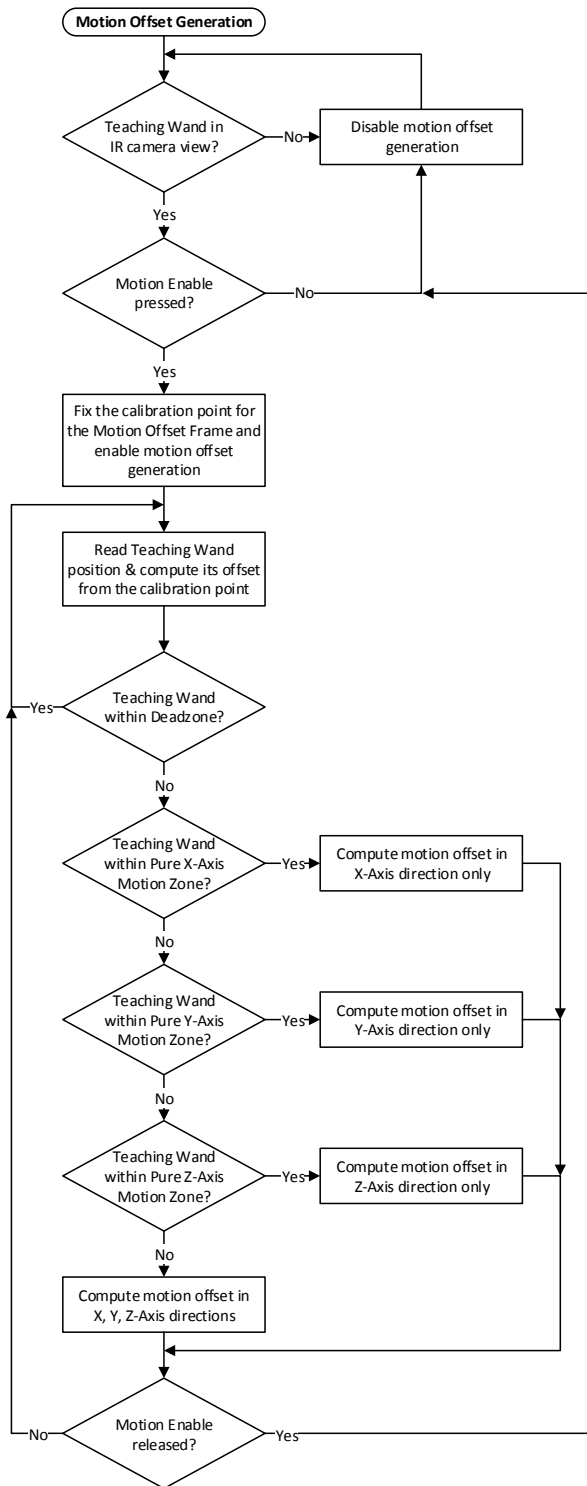 Motion Offset Generation
Teaching Wand in
IR camera view?
No
Disable motion offset
generation
Yes
Motion Enable
pressed?
No
Yes
Fix the calibration point for
the Motion Offset Frame and
enable motion offset
generation
Read Teaching Wand
position & compute its offset
from the calibration point
Teaching Wand
within Deadzone?
Yes
No
Teaching Wand
within Pure X-Axis
Motion Zone?
Yes
Compute motion offset in
X-Axis direction only
No
Teaching Wand
within Pure Y-Axis
Motion Zone?
Yes
Compute motion offset in
Y-Axis direction only
No
Teaching Wand
within Pure Z-Axis
Motion Zone?
Yes
Compute motion offset in
Z-Axis direction only
No
Compute motion offset in
X, Y, Z-Axis directions
Motion Enable
released?
No
Yes